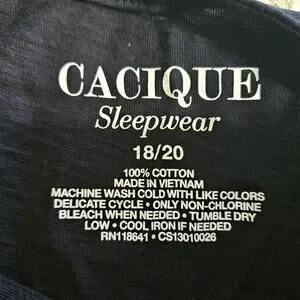 CACIQUE
Sleepwear
18/20
100% COTTON
MADE IN VIETNAM
MACHINE WASH COLD WITH LIKE COLORS
DELICATE CYCLE • ONLY NON-CHLORINE
BLEACH WHEN NEEDED • TUMBLE DRY
LOW • COOL IRON IF NEEDED
RN118641 • CS13010026